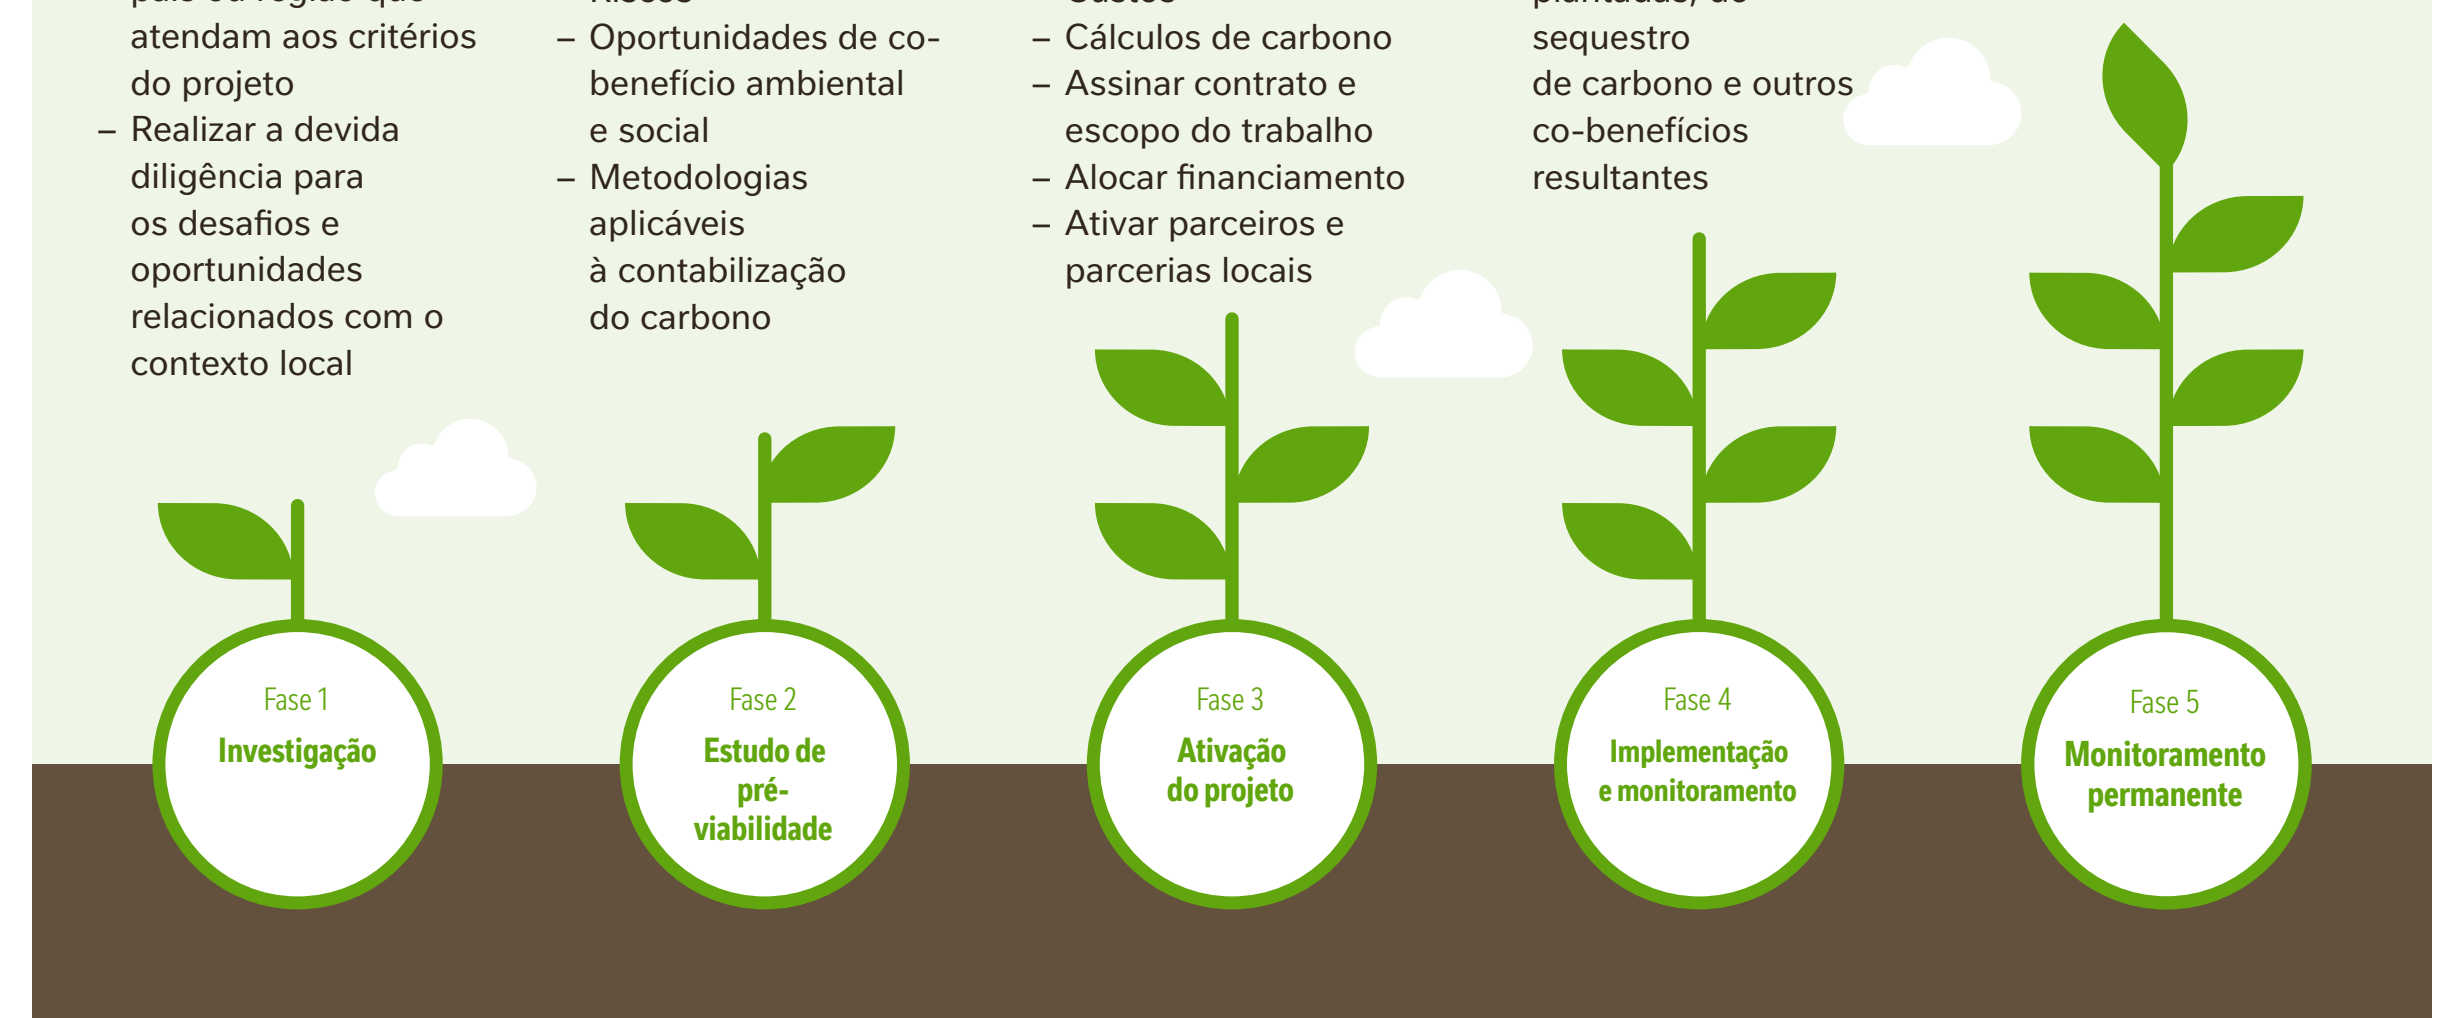 atendam aos critérios
do projeto
– Realizar a devida
diligência para
os desafios e
oportunidades
relacionados com o
contexto local
– Oportunidades de co-
benefício ambiental
e social
– Metodologias
aplicáveis
à contabilização
do carbono
– Cálculos de carbono
– Assinar contrato e
escopo do trabalho
– Alocar financiamento
– Ativar parceiros e
parcerias locais
sequestro
de carbono e outros
co-benefícios
resultantes
Fase 1
Investigação
Fase 2
Estudo de
pré-
viabilidade
Fase 3
Ativação
do projeto
Fase 4
Implementação
e monitoramento
Fase 5
Monitoramento
permanente